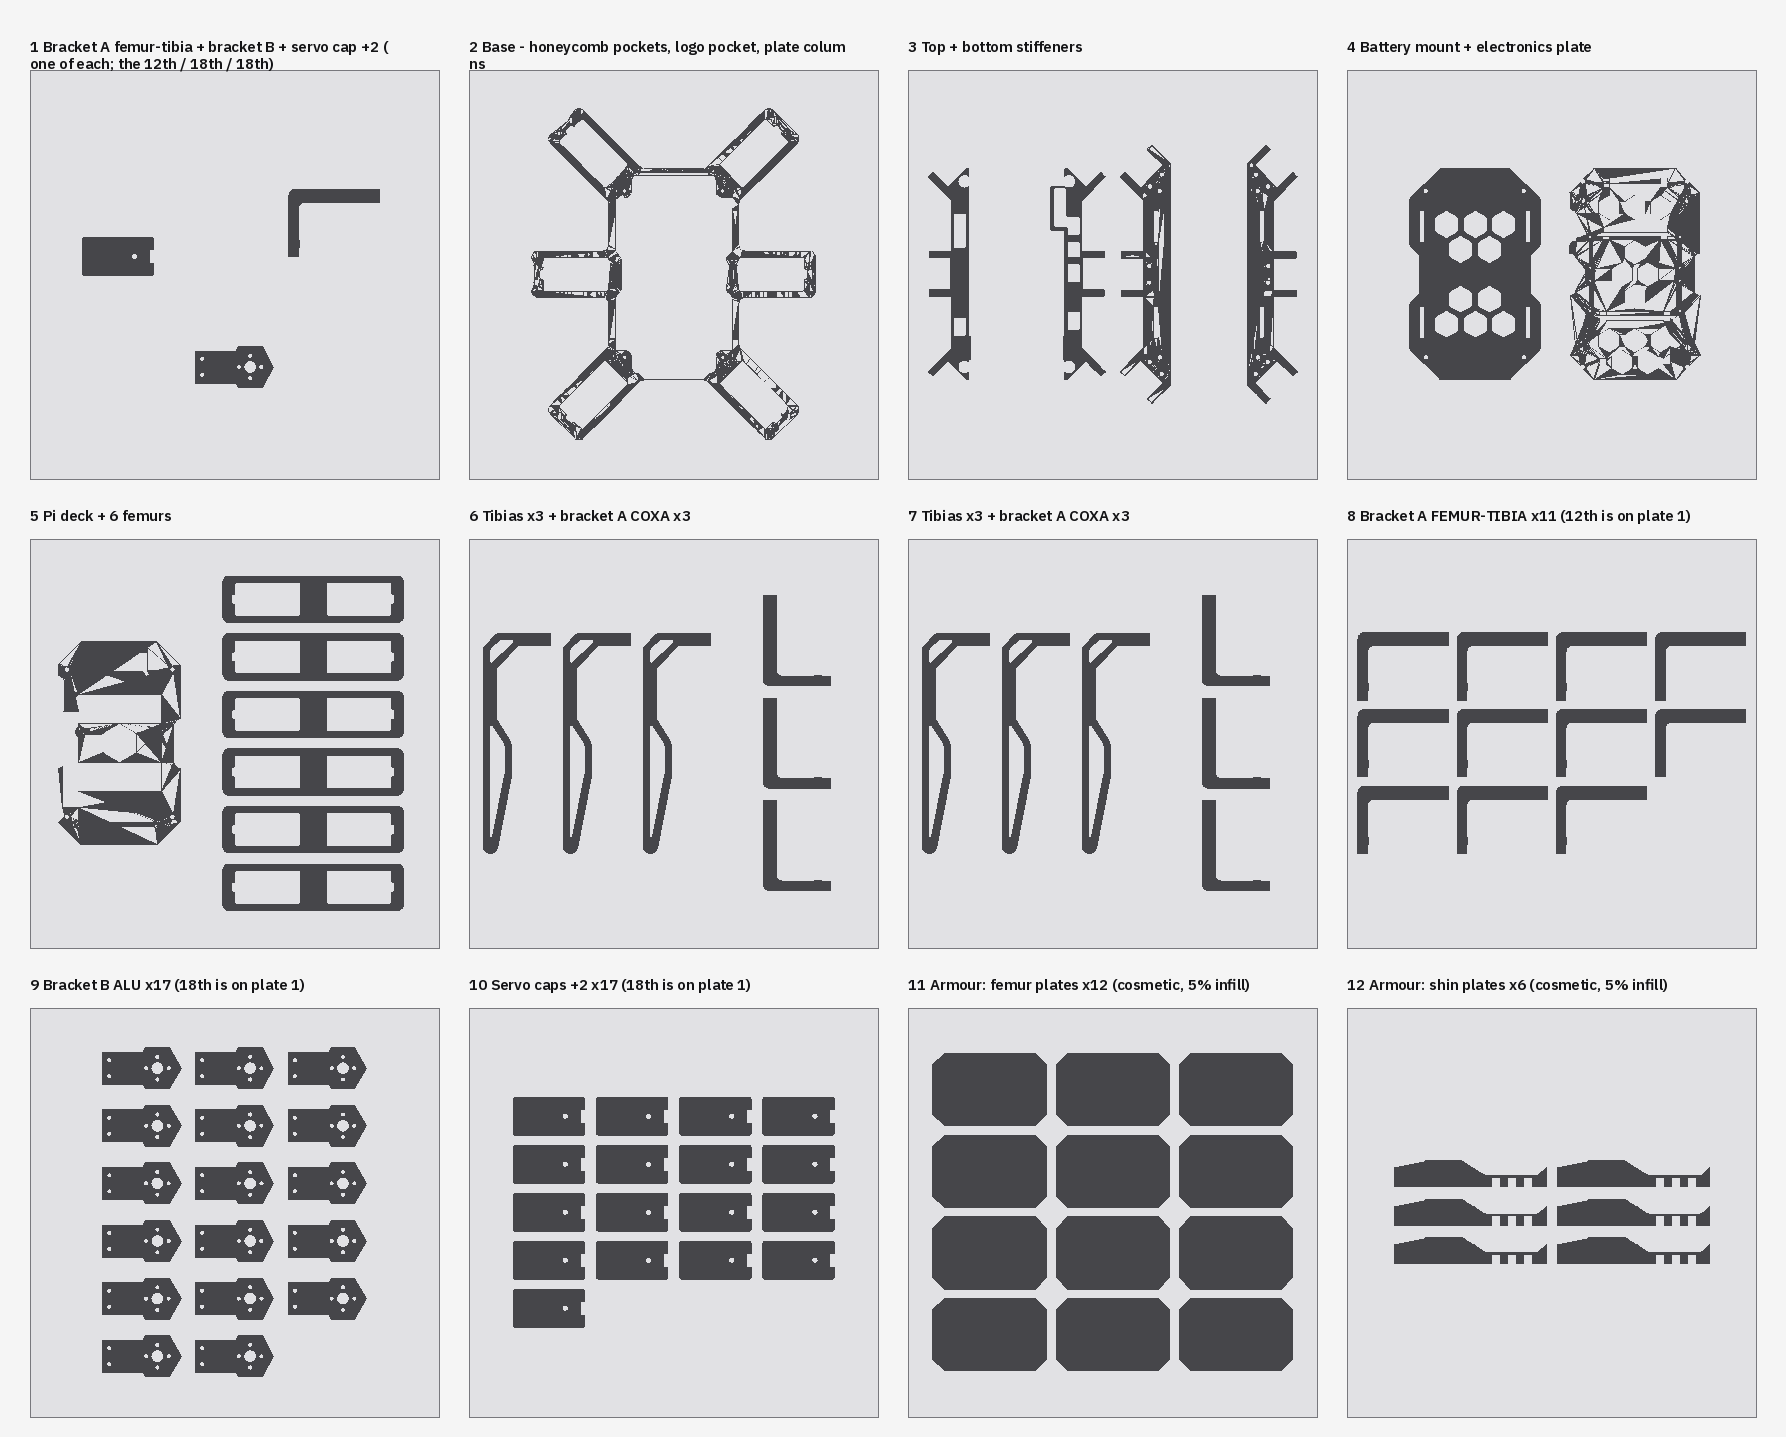 1 Bracket A femur-tibia + bracket B + servo cap +2 (
one of each; the 12th / 18th / 18th)
2 Base - honeycomb pockets, logo pocket, plate colum
ns
3 Top + bottom stiffeners
4 Battery mount + electronics plate
5 Pi deck + 6 femurs
6 Tibias x3 + bracket A COXA x3
7 Tibias x3 + bracket A COXA x3
8 Bracket A FEMUR-TIBIA x11 (12th is on plate 1)
9 Bracket B ALU x17 (18th is on plate 1)
10 Servo caps +2 x17 (18th is on plate 1)
11 Armour: femur plates x12 (cosmetic, 5% infill)
12 Armour: shin plates x6 (cosmetic, 5% infill)